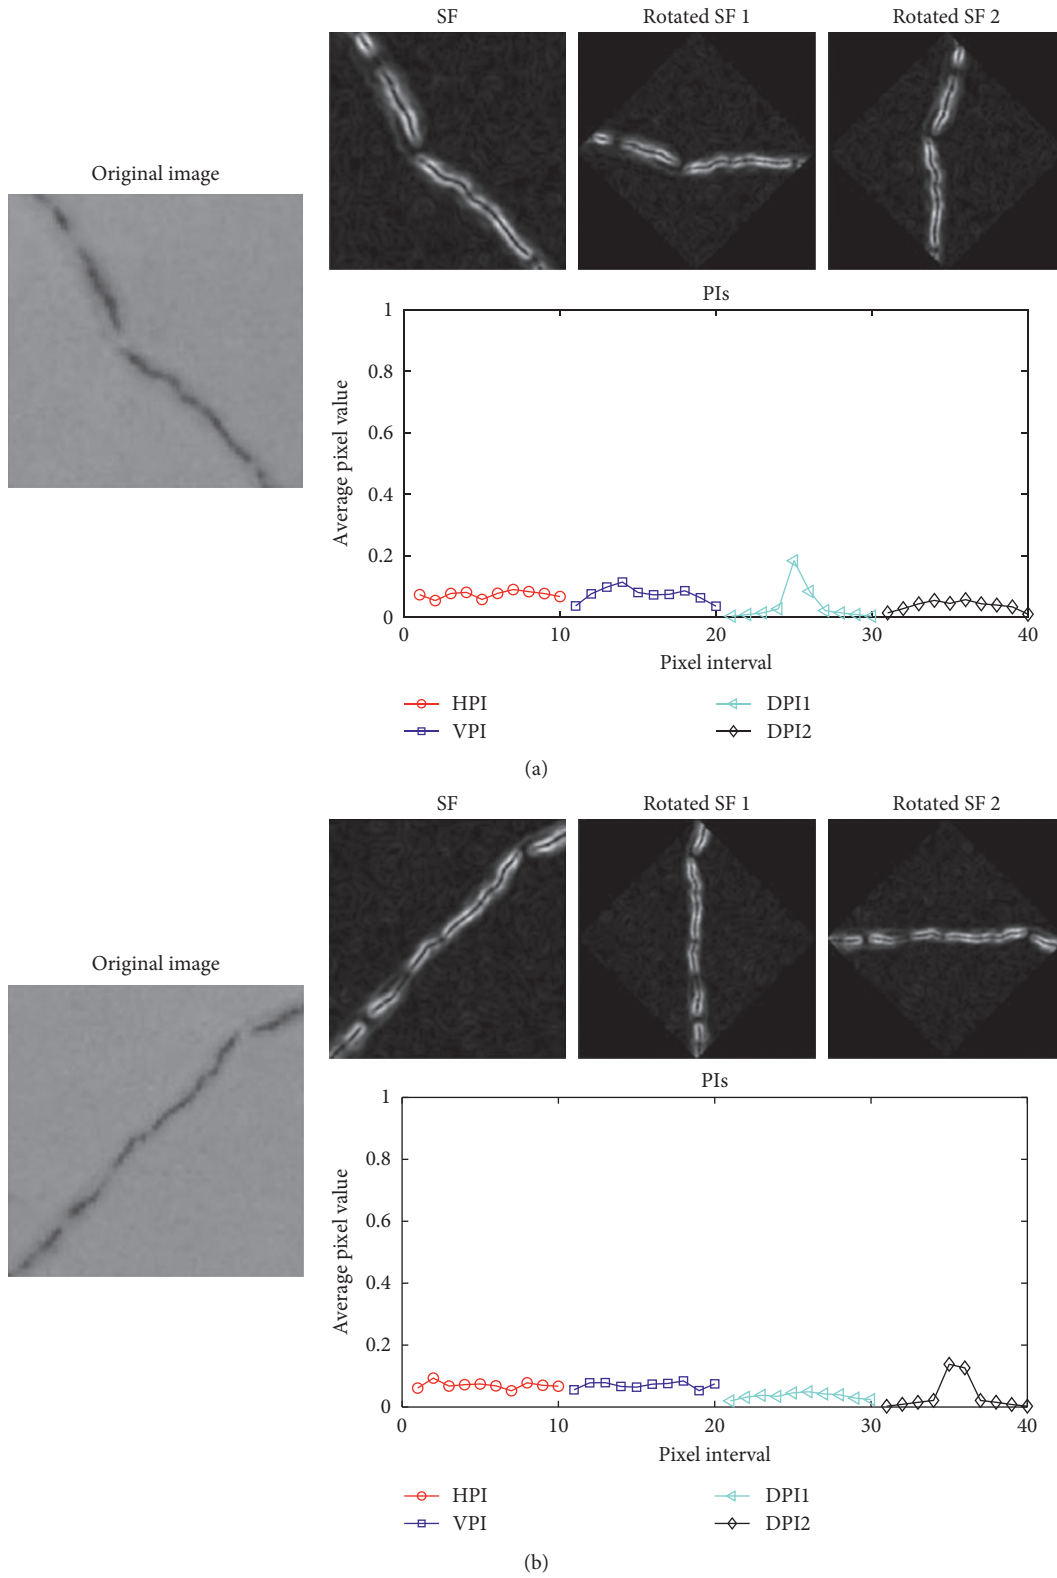 SF
Rotated SF 1
Rotated SF 2
Original image
PIs
1
0.8
0.6
0.4
0.2
0
Average pixel value
0
10
20
30
40
Pixel interval
HPI
DPI1
VPI
DPI2
(a)
SF
Rotated SF 1
Rotated SF 2
Original image
PIs
1
0.8
0.6
0.4
0.2
0
Average pixel value
0
10
20
30
40
Pixel interval
HPI
DPI1
VPI
DPI2
(b)